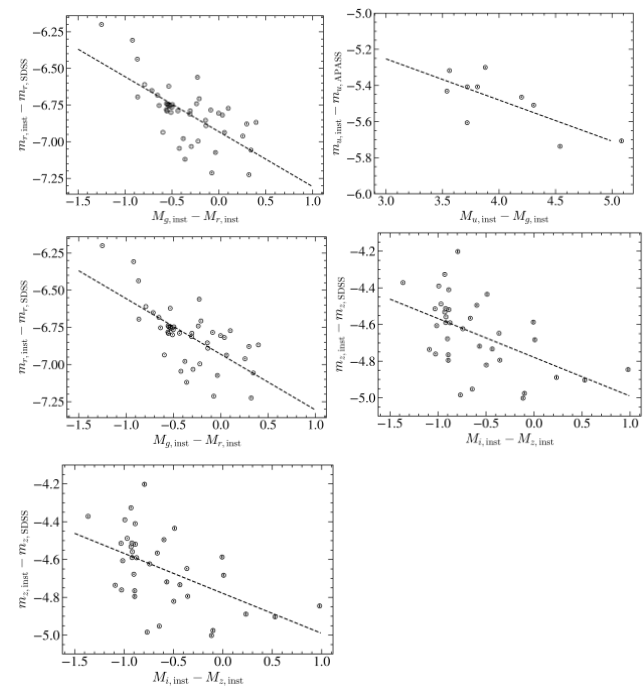 −6.25
−6.50
−6.75
−7.00
−7.25
m_{r, inst} − m_{r, SDSS}
−1.5 −1.0 −0.5 0.0 0.5 1.0
M_{g, inst} − M_{r, inst}
−5.0
−5.2
−5.4
−5.6
−5.8
−6.0
m_{u, inst} − m_{u, APASS}
3.0 3.5 4.0 4.5 5.0
M_{u, inst} − M_{g, inst}
−6.25
−6.50
−6.75
−7.00
−7.25
m_{r, inst} − m_{r, SDSS}
−1.5 −1.0 −0.5 0.0 0.5 1.0
M_{g, inst} − M_{r, inst}
−4.2
−4.4
−4.6
−4.8
−5.0
m_{z, inst} − m_{z, SDSS}
−1.5 −1.0 −0.5 0.0 0.5 1.0
M_{i, inst} − M_{z, inst}
−4.2
−4.4
−4.6
−4.8
−5.0
m_{z, inst} − m_{z, SDSS}
−1.5 −1.0 −0.5 0.0 0.5 1.0
M_{i, inst} − M_{z, inst}